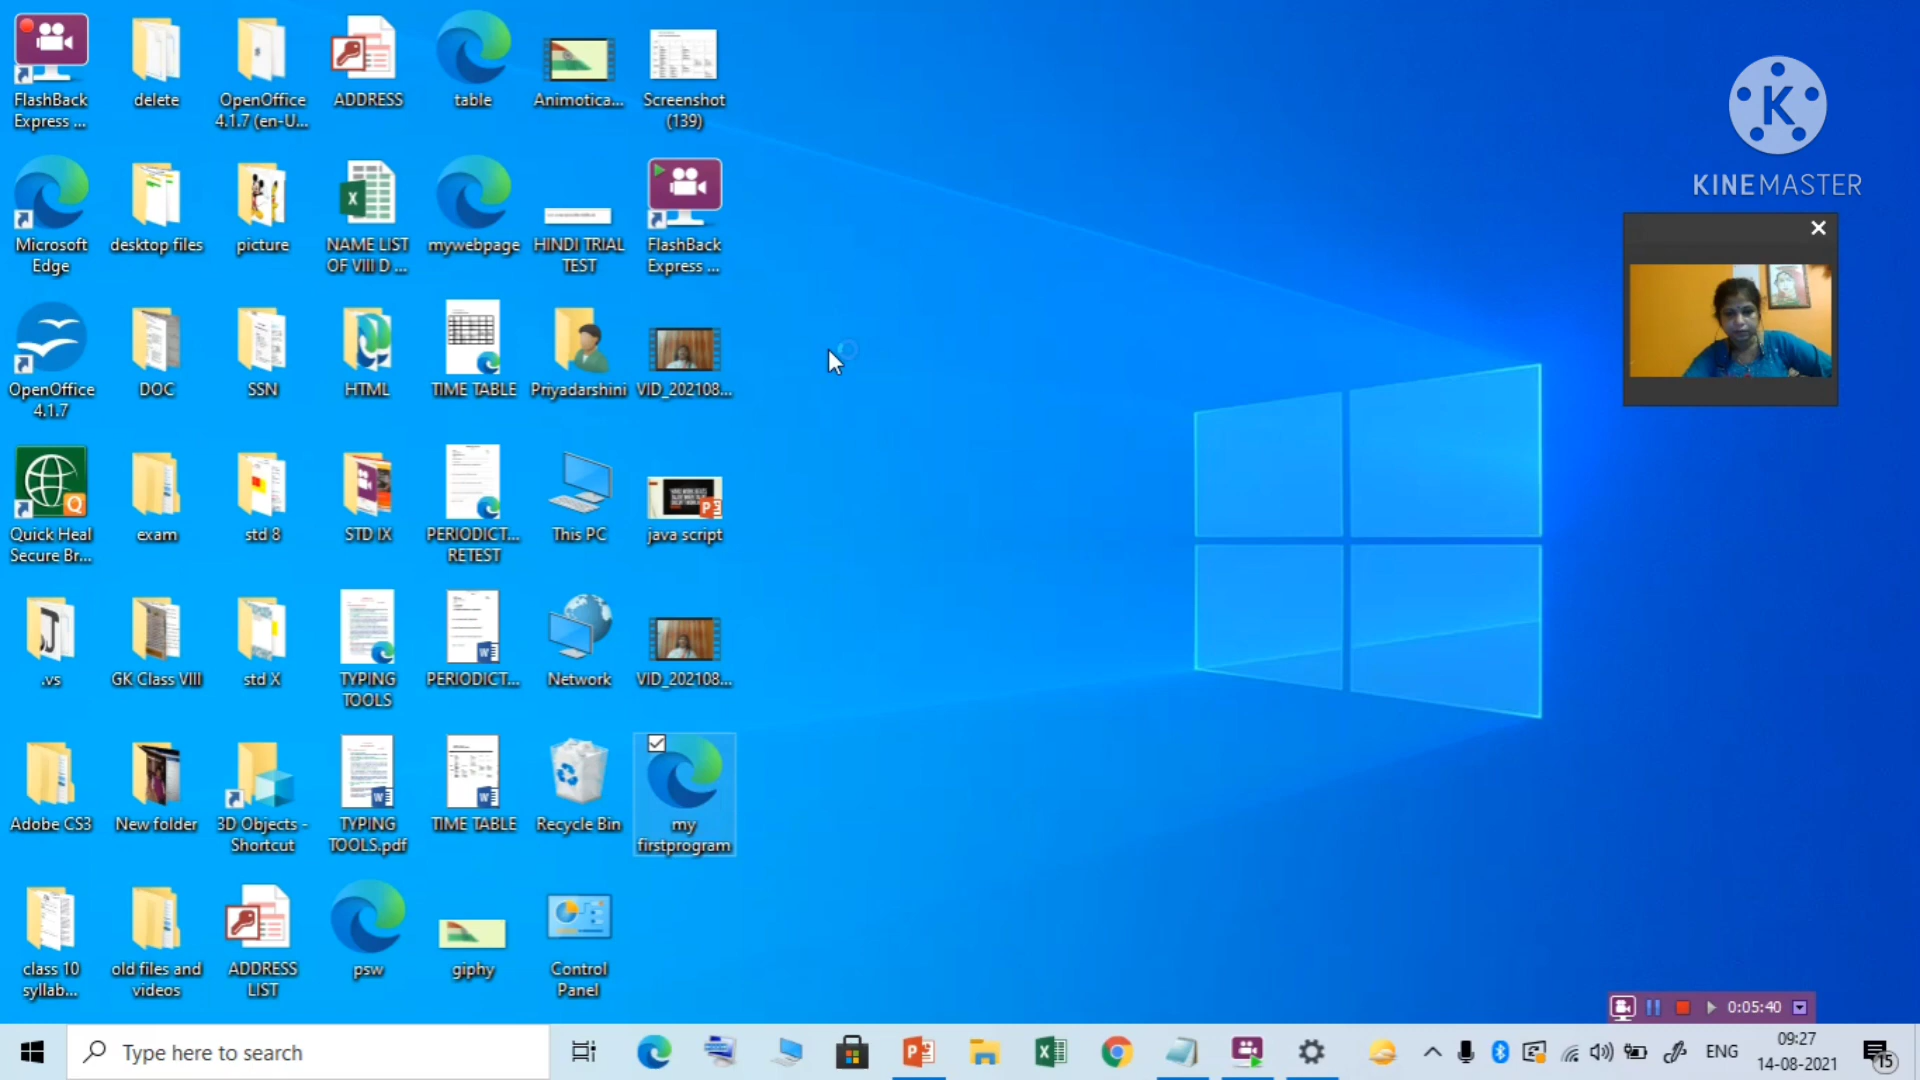 FlashBack
Express ...
delete
OpenOffice
4.1.7 (en-U...
ADDRESS
table
Animotica...
Screenshot
(139)
K
KINEMASTER
Microsoft
Edge
desktop files
picture
NAME LIST
OF VIII D ...
mywebpage
HINDI TRIAL
TEST
FlashBack
Express ...
OpenOffice
4.1.7
DOC
SSN
HTML
TIME TABLE
Priyadarshini
VID_202108...
Quick Heal
Secure Br...
exam
std 8
STD IX
PERIODICT...
RETEST
This PC
java script
.vs
GK Class VIII
std X
TYPING
TOOLS
PERIODICT...
Network
VID_202108...
Adobe CS3
New folder
3D Objects -
Shortcut
TYPING
TOOLS.pdf
TIME TABLE
Recycle Bin
my
firstprogram
class 10
syllab...
old files and
videos
ADDRESS
LIST
psw
giphy
Control
Panel
0:05:40
Type here to search
ENG
09:27
14-08-2021
15